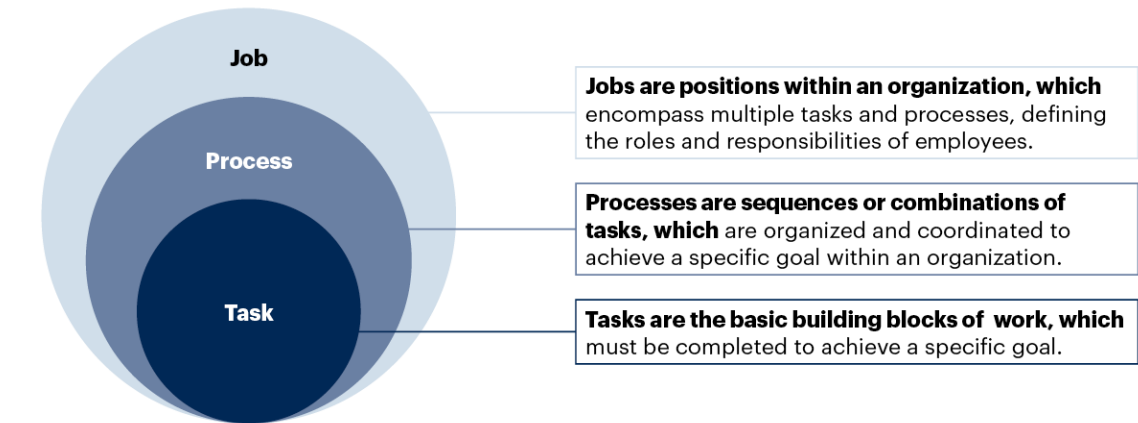 Job
Process
Task
Jobs are positions within an organization, which
encompass multiple tasks and processes, defining
the roles and responsibilities of employees.
Processes are sequences or combinations of
tasks, which are organized and coordinated to
achieve a specific goal within an organization.
Tasks are the basic building blocks of work, which
must be completed to achieve a specific goal.